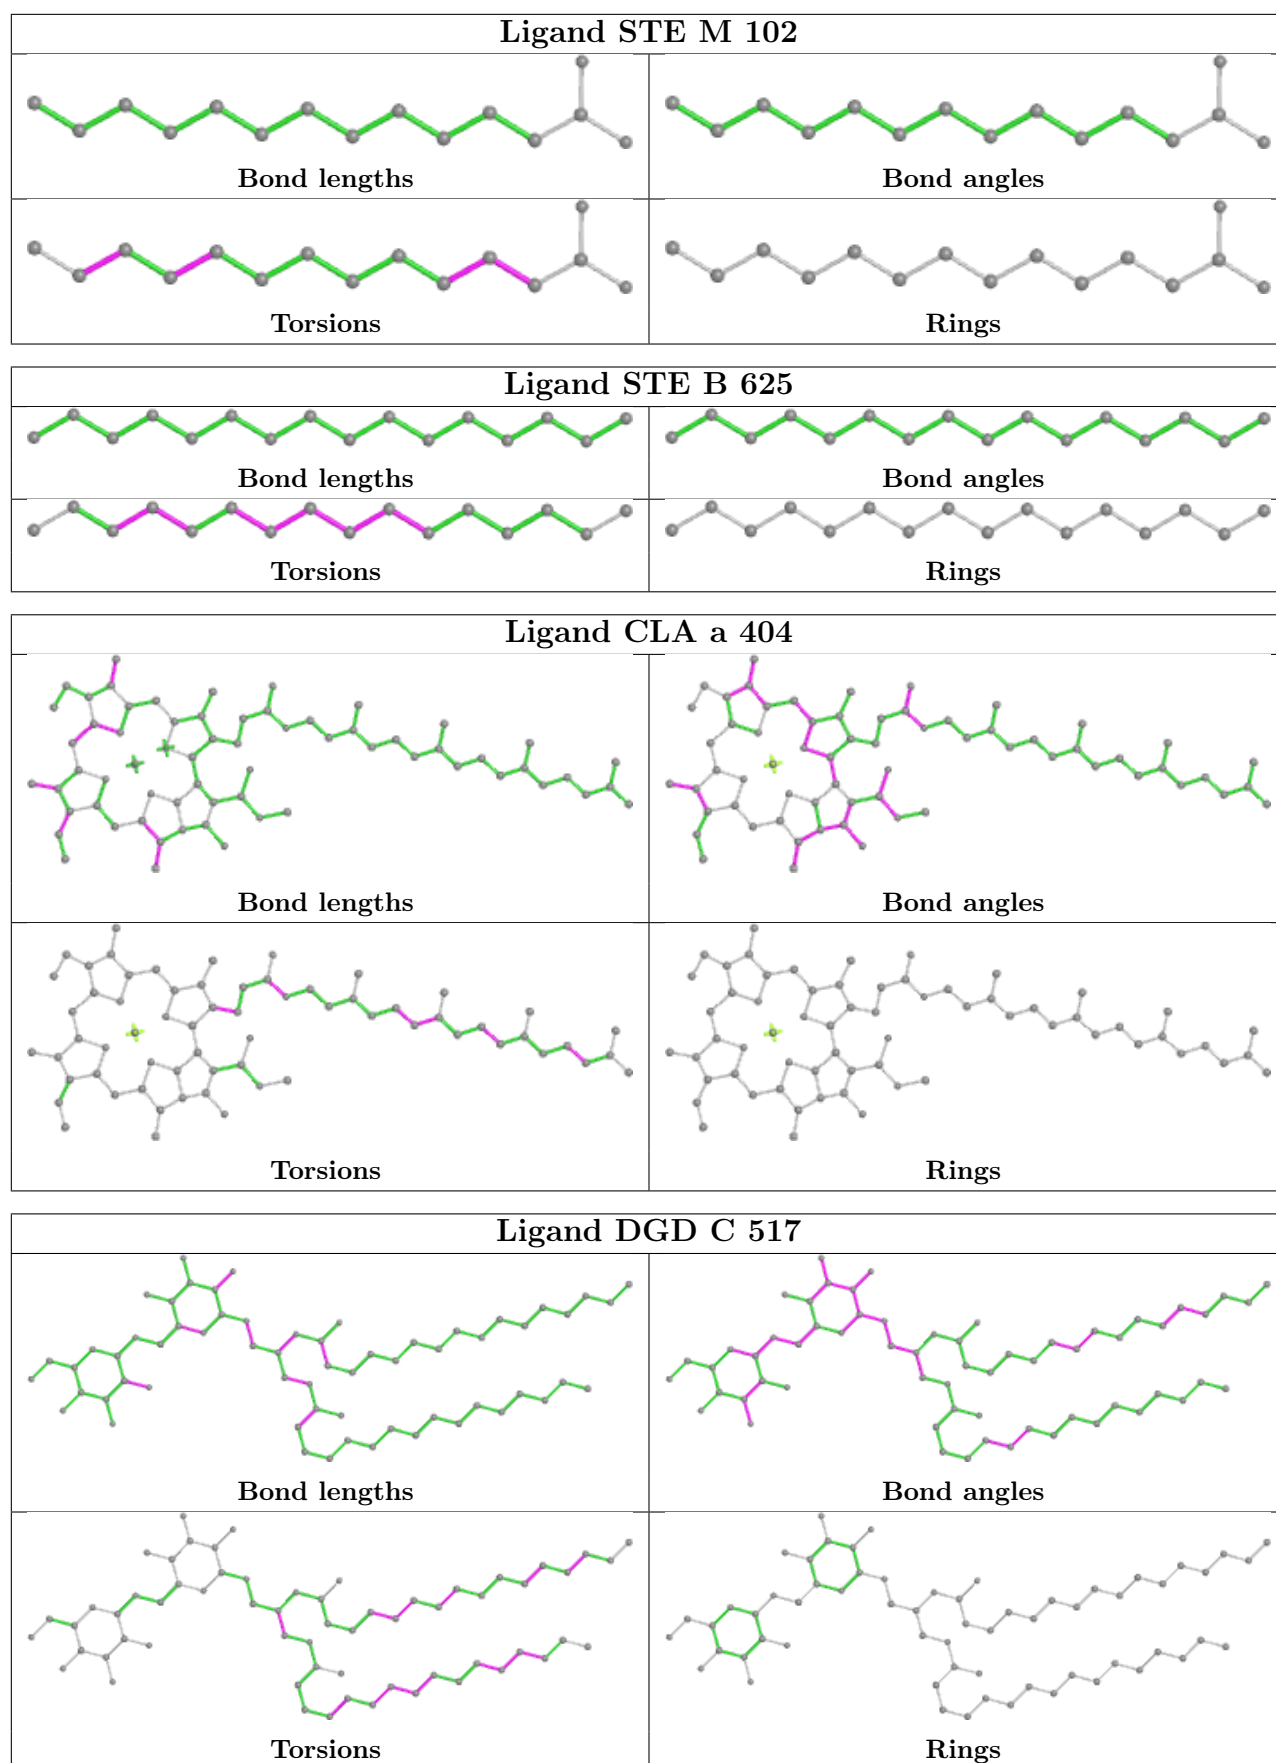 Ligand STE M 102
Bond lengths
Bond angles
Torsions
Rings
Ligand STE B 625
Bond lengths
Bond angles
Torsions
Rings
Ligand CLA a 404
Bond lengths
Bond angles
Torsions
Rings
Ligand DGD C 517
Bond lengths
Bond angles
Torsions
Rings